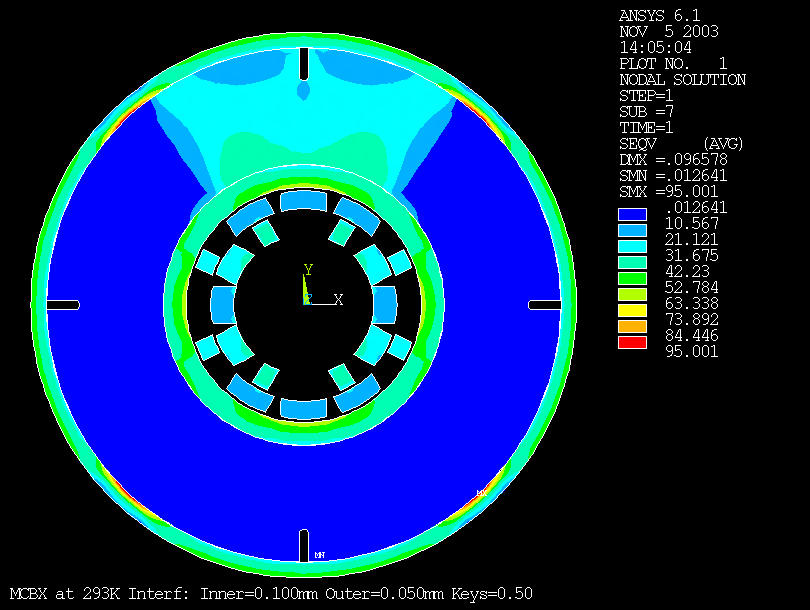 ANSYS 6.1
NOV  5 2003
14:05:04
PLOT NO.   1
NODAL SOLUTION
STEP=1
SUB =7
TIME=1
SEQV     (AVG)
DMX =.096578
SMN =.012641
SMX =95.001
.012641
10.567
21.121
31.675
42.23
52.784
63.338
73.892
84.446
95.001
Y
Z X
MX
MN
MCBX at 293K Interf: Inner=0.100mm Outer=0.050mm Keys=0.50